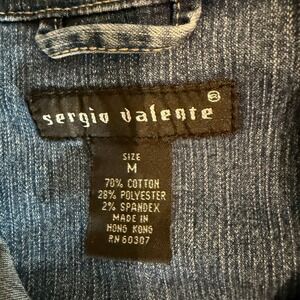 sergio valente ®
SIZE
M
70% COTTON
28% POLYESTER
2% SPANDEX
MADE IN
HONG KONG
RN 60307